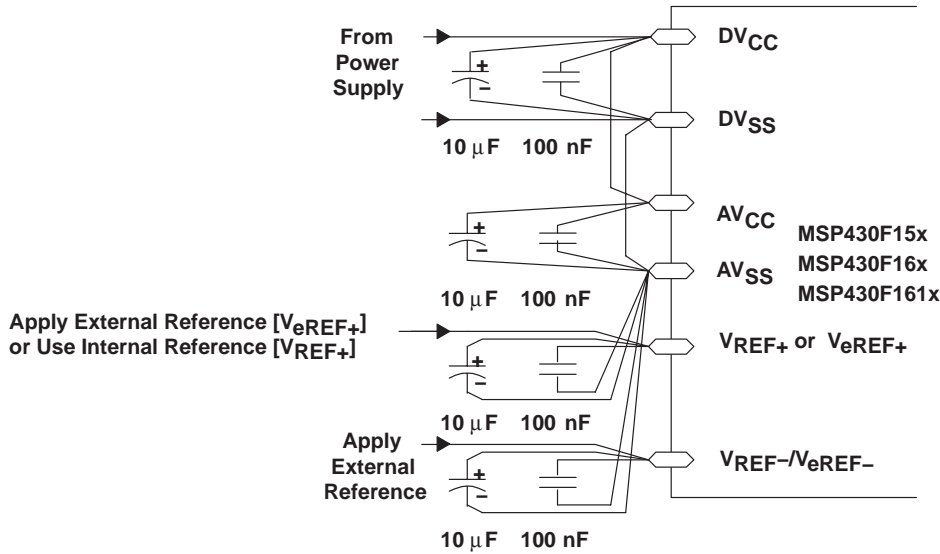 From
Power
Supply
DVCC
+
–
DVSS
10 μF 100 nF
AVCC
+
–
MSP430F15x
MSP430F16x
MSP430F161x
AVSS
10 μF 100 nF
Apply External Reference [VeREF+]
or Use Internal Reference [VREF+]
VREF+ or VeREF+
+
–
10 μF 100 nF
Apply
External
Reference
VREF–/VeREF–
+
–
10 μF 100 nF